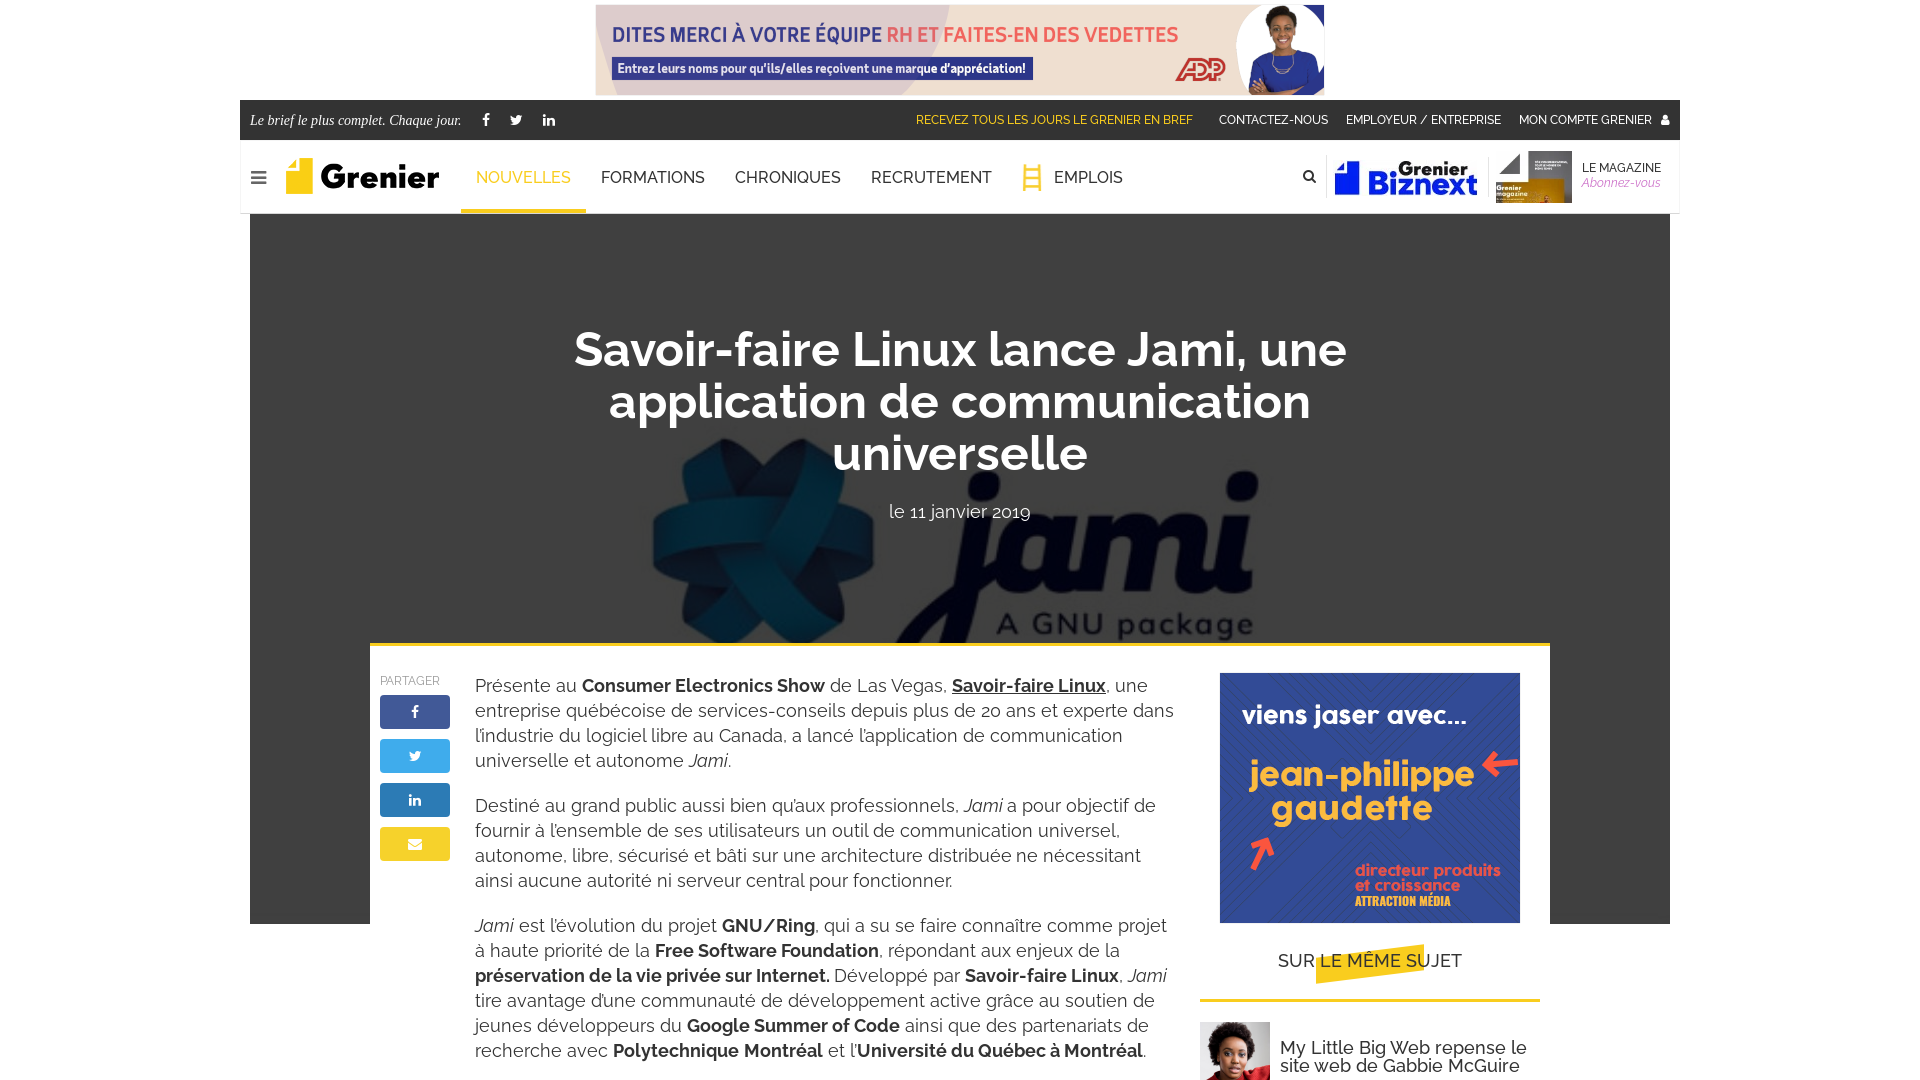 DITES MERCI À VOTRE ÉQUIPE RH ET FAITES-EN DES VEDETTES
Entrez leurs noms pour qu'ils/elles reçoivent une marque d'appréciation!
ADP
Le brief le plus complet. Chaque jour.
RECEVEZ TOUS LES JOURS LE GRENIER EN BREF
CONTACTEZ-NOUS
EMPLOYEUR / ENTREPRISE
MON COMPTE GRENIER
Grenier
NOUVELLES
FORMATIONS
CHRONIQUES
RECRUTEMENT
EMPLOIS
Grenier
Biznext
Grenier
magazine
LE MAGAZINE
Abonnez-vous
Savoir-faire Linux lance Jami, une
application de communication
universelle
le 11 janvier 2019
jami
A GNU package
PARTAGER
Présente au Consumer Electronics Show de Las Vegas, Savoir-faire Linux, une
entreprise québécoise de services-conseils depuis plus de 20 ans et experte dans
l'industrie du logiciel libre au Canada, a lancé l'application de communication
universelle et autonome Jami.
Destiné au grand public aussi bien qu'aux professionnels, Jami a pour objectif de
fournir à l'ensemble de ses utilisateurs un outil de communication universel,
autonome, libre, sécurisé et bâti sur une architecture distribuée ne nécessitant
ainsi aucune autorité ni serveur central pour fonctionner.
Jami est l'évolution du projet GNU/Ring, qui a su se faire connaître comme projet
à haute priorité de la Free Software Foundation, répondant aux enjeux de la
préservation de la vie privée sur Internet. Développé par Savoir-faire Linux, Jami
tire avantage d'une communauté de développement active grâce au soutien de
jeunes développeurs du Google Summer of Code ainsi que des partenariats de
recherche avec Polytechnique Montréal et l'Université du Québec à Montréal.
viens jaser avec...
jean-philippe
gaudette
directeur produits
et croissance
ATTRACTION MÉDIA
SUR LE MÊME SUJET
My Little Big Web repense le
site web de Gabbie McGuire